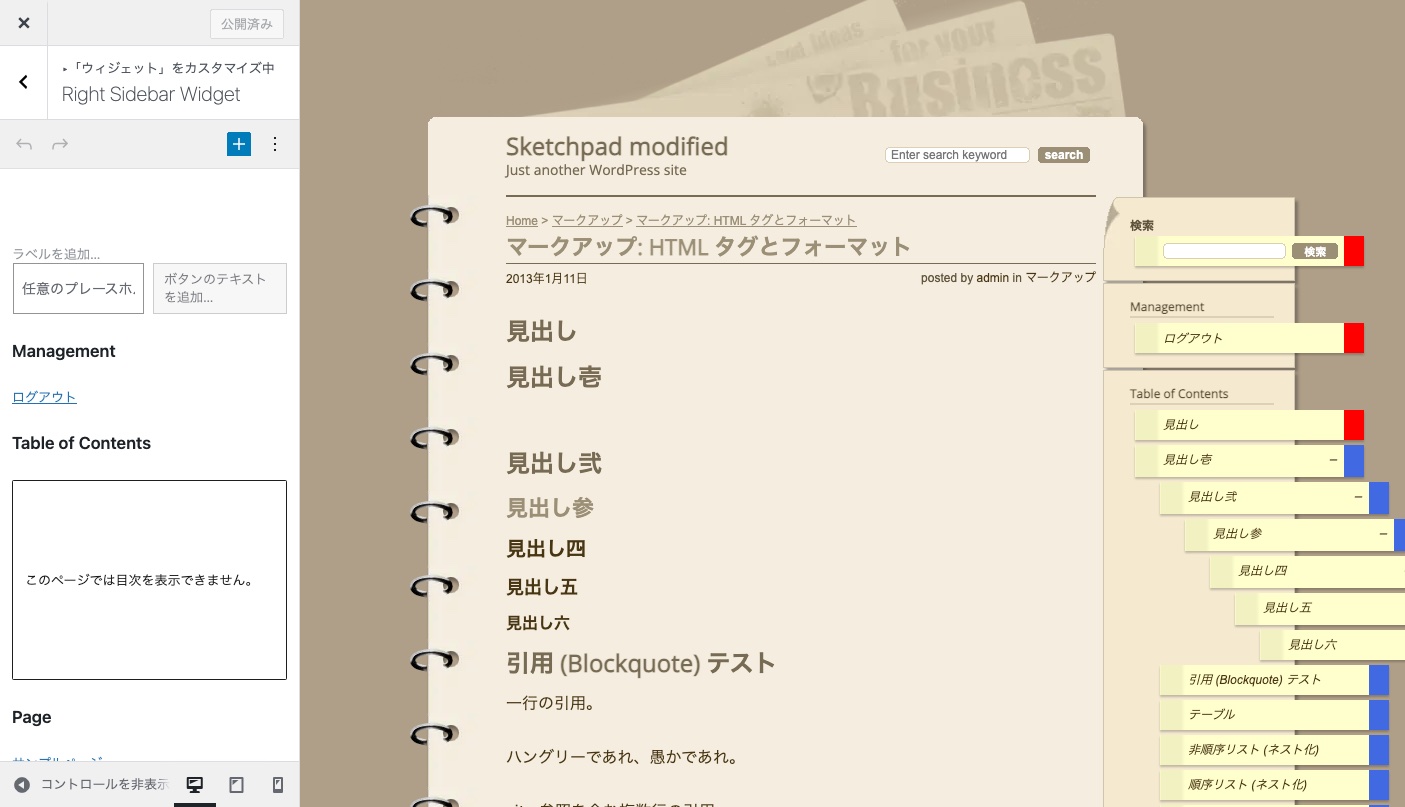 公開済み
▸「ウィジェット」をカスタマイズ中
Right Sidebar Widget
ラベルを追加...
任意のプレースホ.
ボタンのテキスト
を追加...
Management
ログアウト
Table of Contents
このページでは目次を表示できません。
Page
サンプルページ
コントロールを非表示
and Ideas
for your
Business
Sketchpad modified
Just another WordPress site
Enter search keyword
search
Home > マークアップ > マークアップ: HTML タグとフォーマット
マークアップ: HTML タグとフォーマット
2013年1月11日
posted by admin in マークアップ
見出し
見出し壱
見出し弐
見出し参
見出し四
見出し五
見出し六
引用 (Blockquote) テスト
一行の引用。
ハングリーであれ、愚かであれ。
検索
検索
Management
ログアウト
Table of Contents
見出し
見出し壱 −
見出し弐 −
見出し参 −
見出し四
見出し五
見出し六
引用 (Blockquote) テスト
テーブル
非順序リスト (ネスト化)
順序リスト (ネスト化)